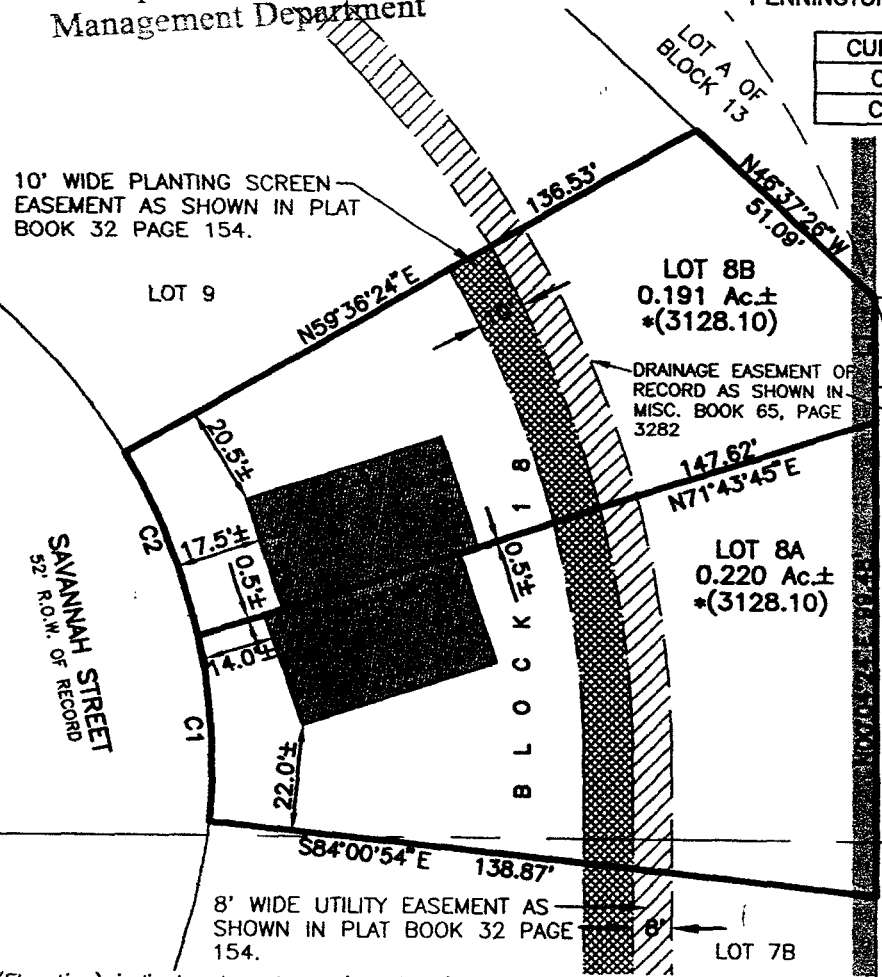 Management Department
PENNINGTON
LOT A OF
BLOCK 13
10' WIDE PLANTING SCREEN
EASEMENT AS SHOWN IN PLAT
BOOK 32 PAGE 154.
LOT 9
136.53'
N46°37'26"W
51.09'
N59°36'24"E
LOT 8B
0.191 Ac.±
*(3128.10)
DRAINAGE EASEMENT OF
RECORD AS SHOWN IN
MISC. BOOK 65, PAGE
3282
20.5'±
C2
17.5'±
0.5'±
147.62'
N71°43'45"E
LOT 8A
0.220 Ac.±
*(3128.10)
0.5'±
14.0'±
SAVANNAH STREET
52' R.O.W. OF RECORD
C1
BLOCK 18
22.0'±
S84°00'54"E
138.87'
8' WIDE UTILITY EASEMENT AS
SHOWN IN PLAT BOOK 32 PAGE
154.
8'
LOT 7B